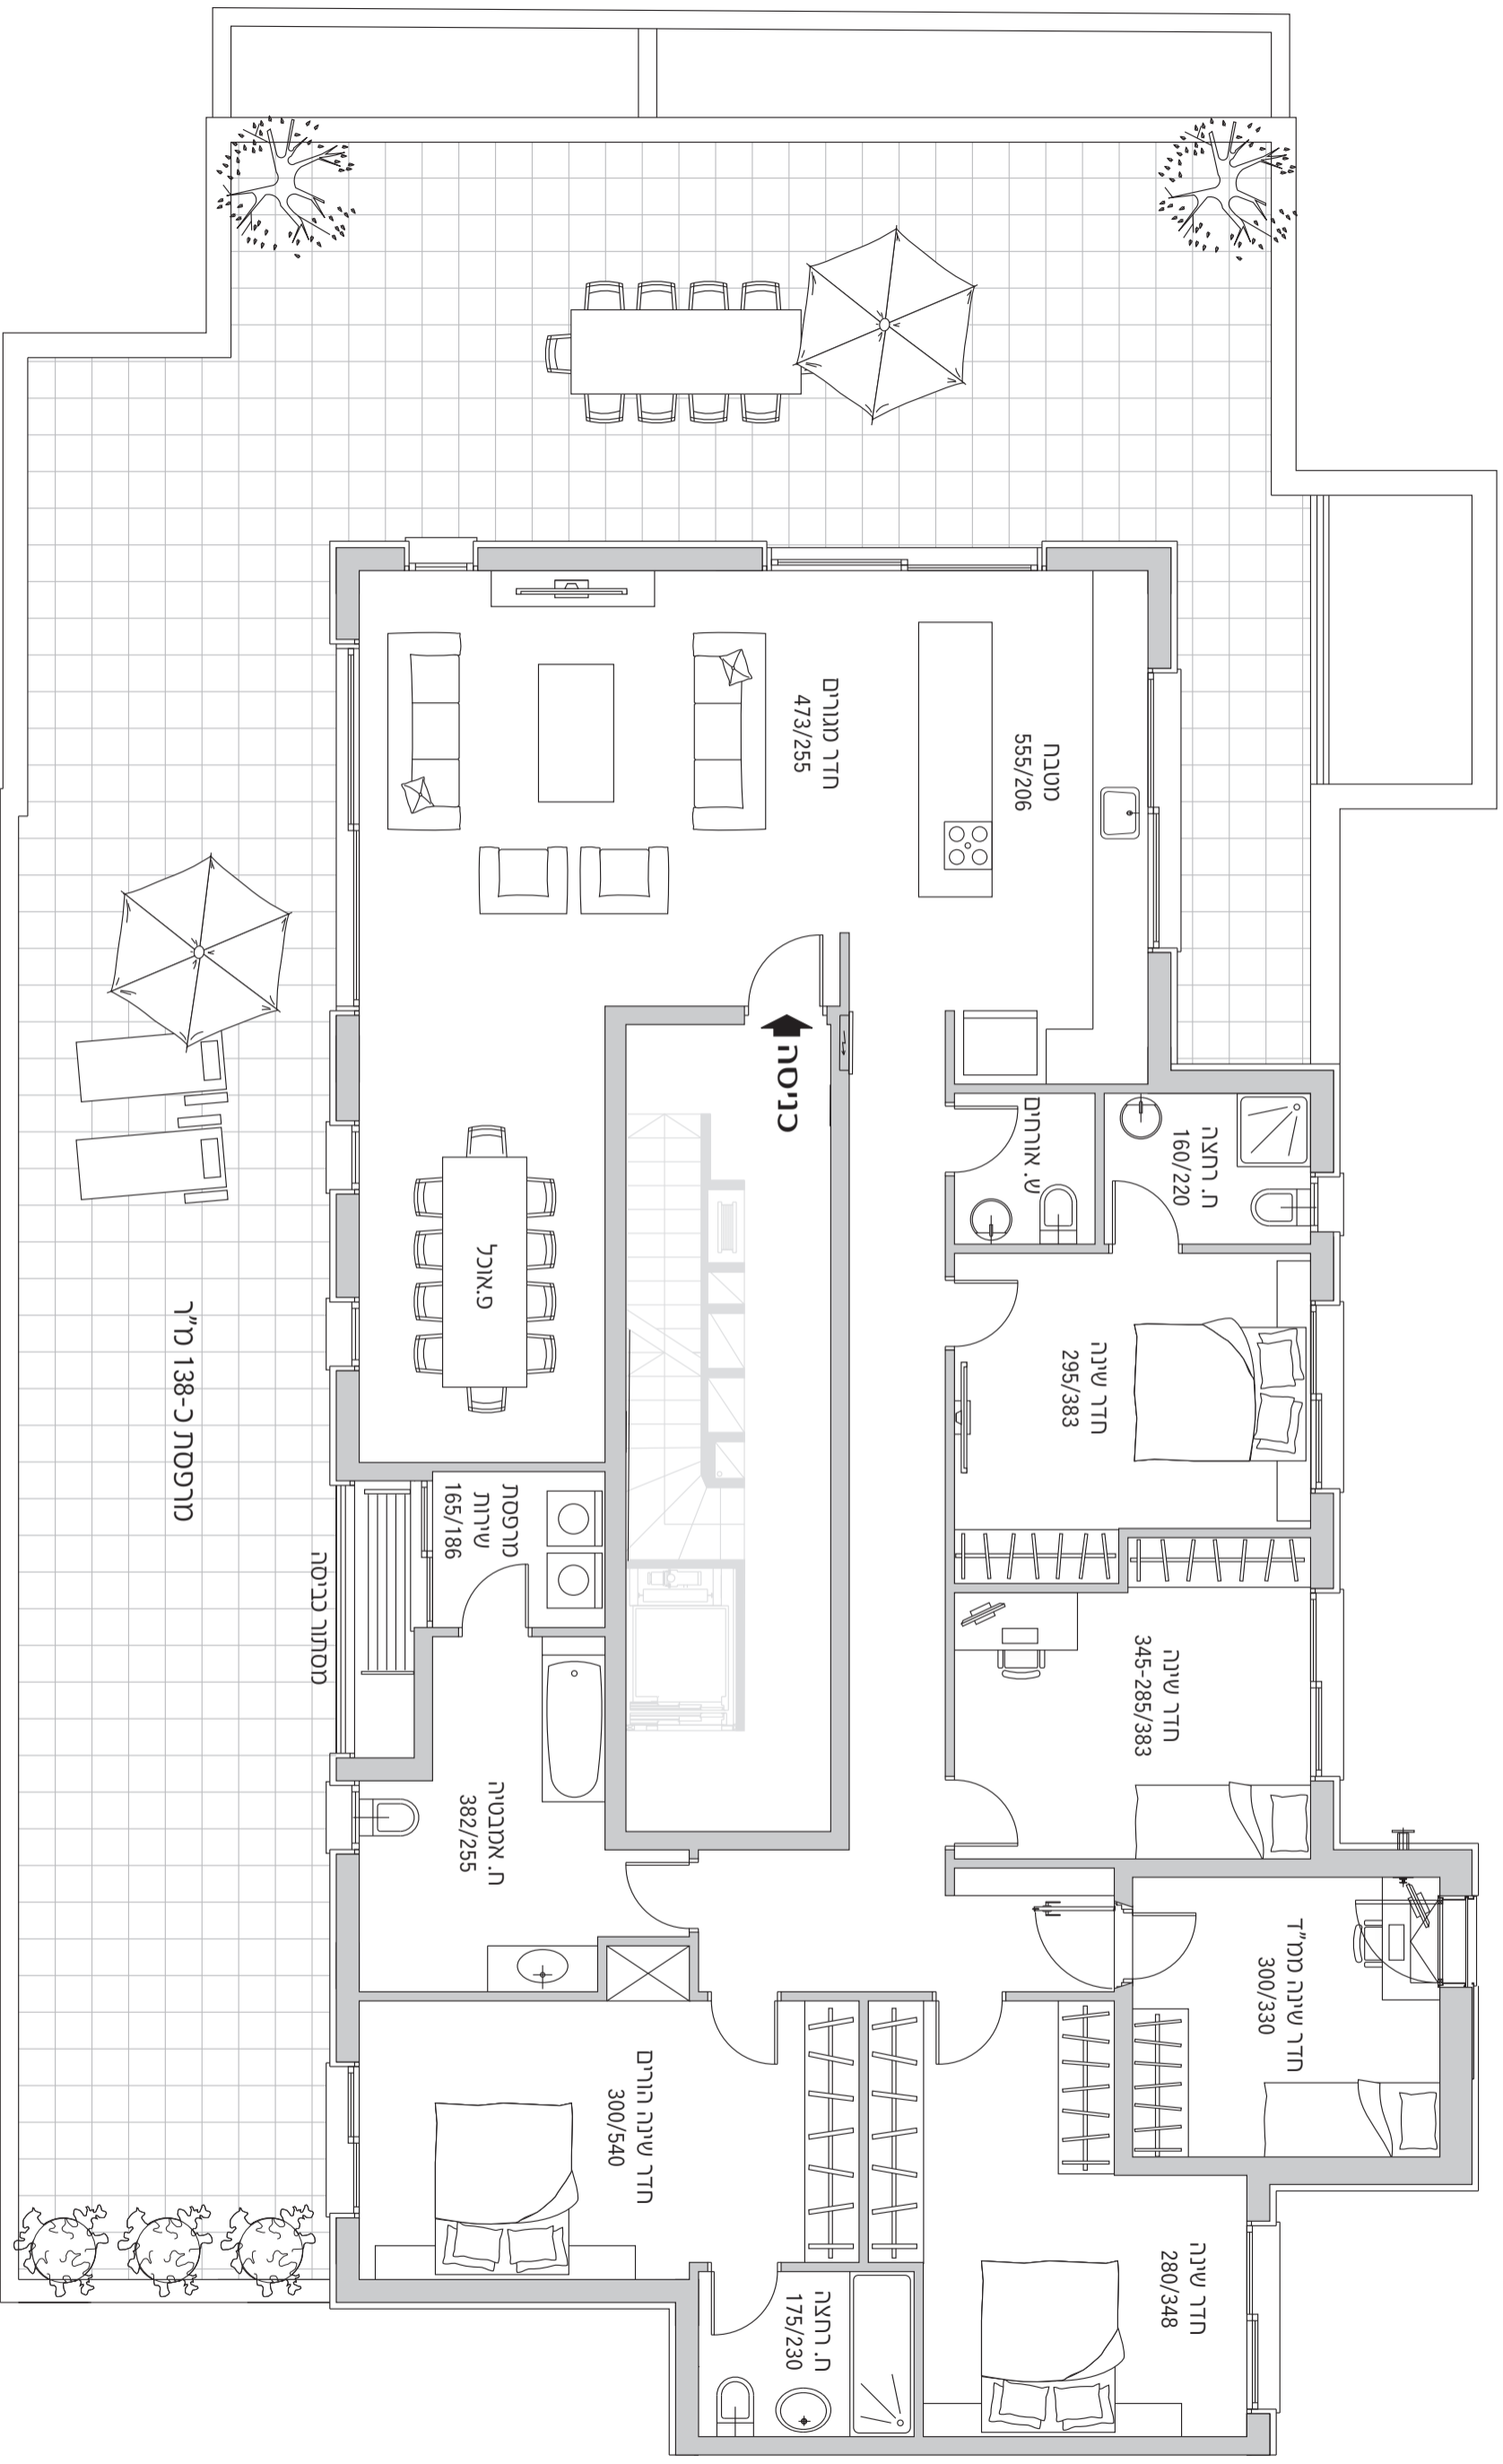 חדר מגורים
473/255
מטבח
555/206
כניסה
ש. אורחים
ח. רחצה
160/220
פ.אוכל
חדר שינה
295/383
מרפסת כ-138 מ״ר
מרפסת
שירות
165/186
מסתור כביסה
חדר שינה
345-285/383
ח. אמבטיה
382/255
חדר שינה ממ״ד
300/330
חדר שינה הורים
300/540
חדר שינה
280/348
ח. רחצה
175/230